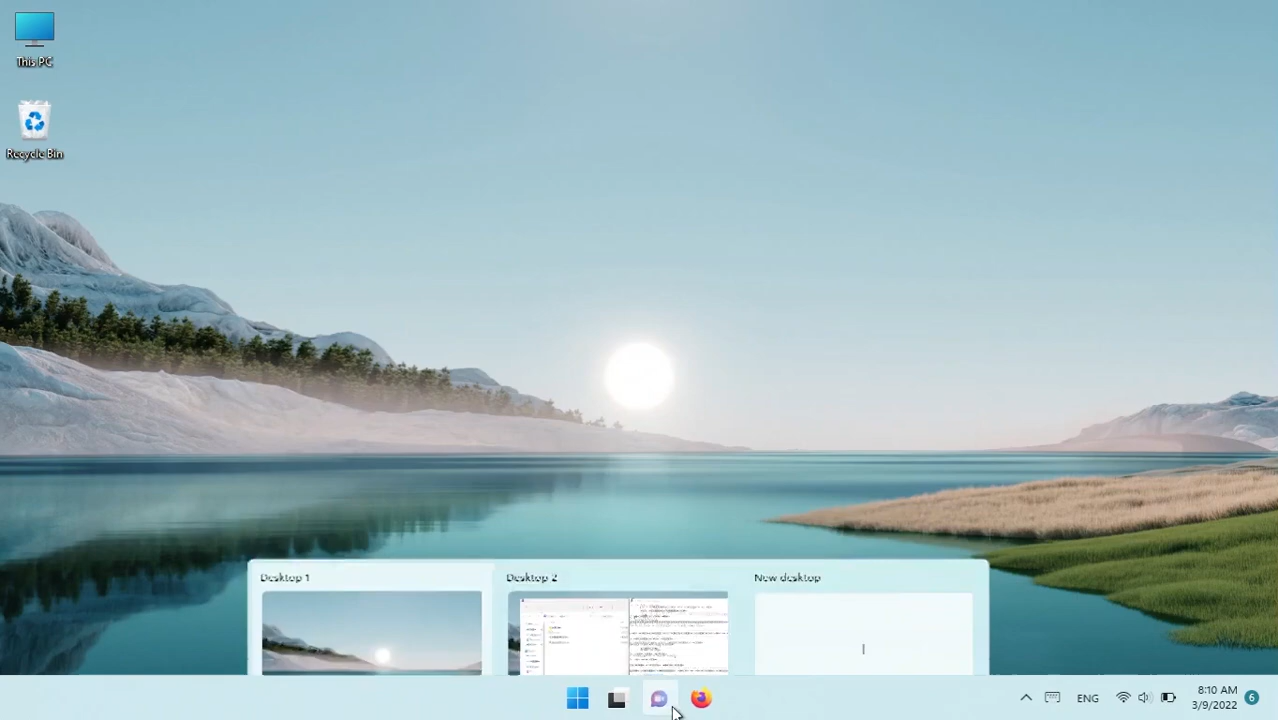 This PC
Recycle Bin
Desktop 1
Desktop 2
New desktop
ENG
8:10 AM
3/9/2022
6